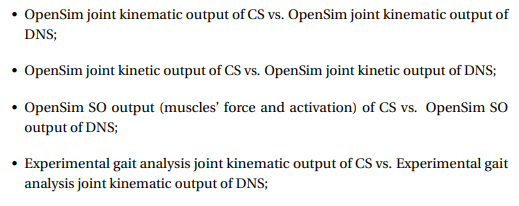 • OpenSim joint kinematic output of CS vs. OpenSim joint kinematic output of
DNS;
• OpenSim joint kinetic output of CS vs. OpenSim joint kinetic output of DNS;
• OpenSim SO output (muscles' force and activation) of CS vs. OpenSim SO
output of DNS;
• Experimental gait analysis joint kinematic output of CS vs. Experimental gait
analysis joint kinematic output of DNS;